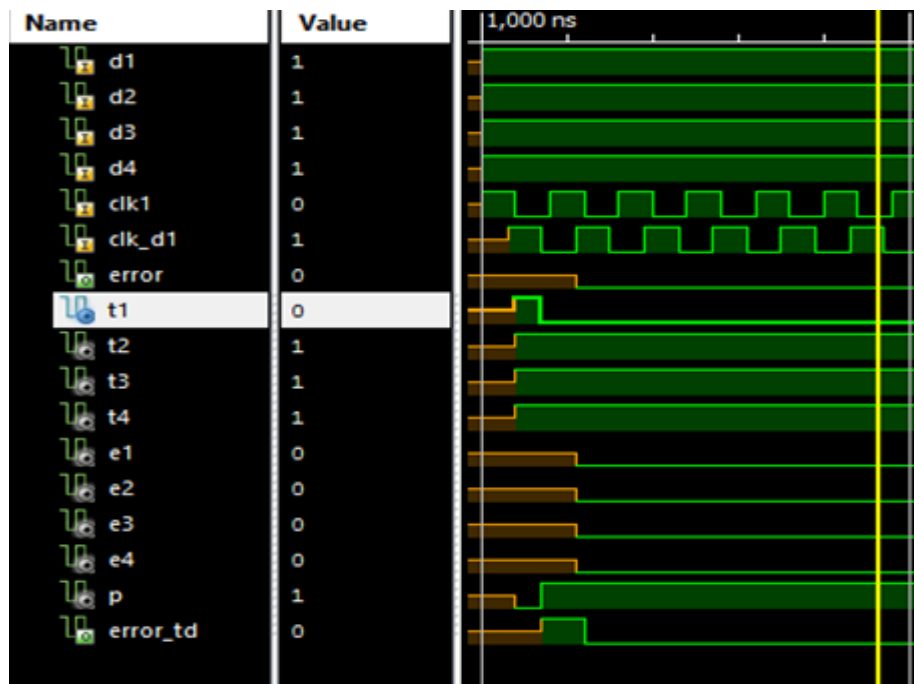 Name Value 1,000 ns
d1 1
d2 1
d3 1
d4 1
clk1 0
clk_d1 1
error 0
t1 0
t2 1
t3 1
t4 1
e1 0
e2 0
e3 0
e4 0
p 1
error_td 0